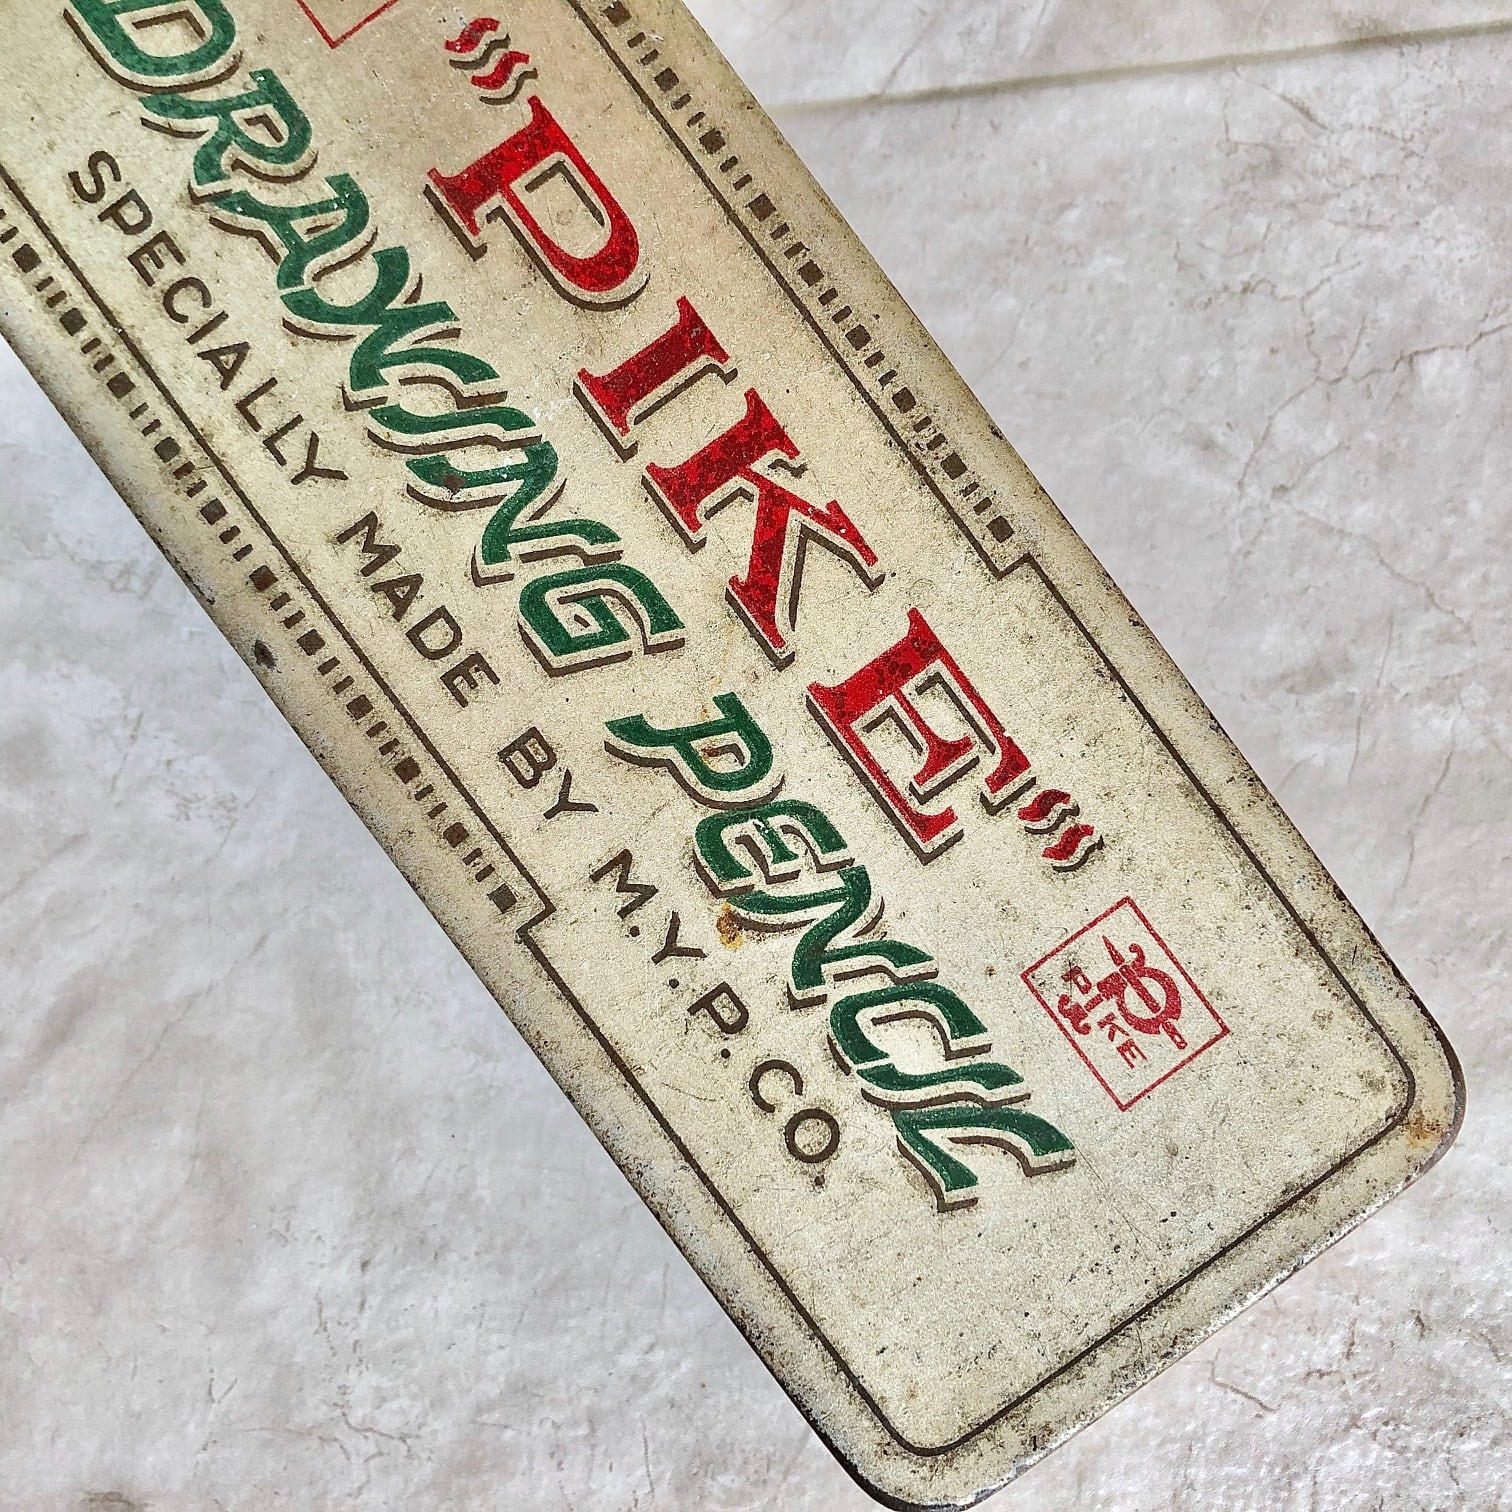 "PIKE"
DRAWING PENCIL
SPECIALLY MADE BY M.Y.P.CO.
PIKE